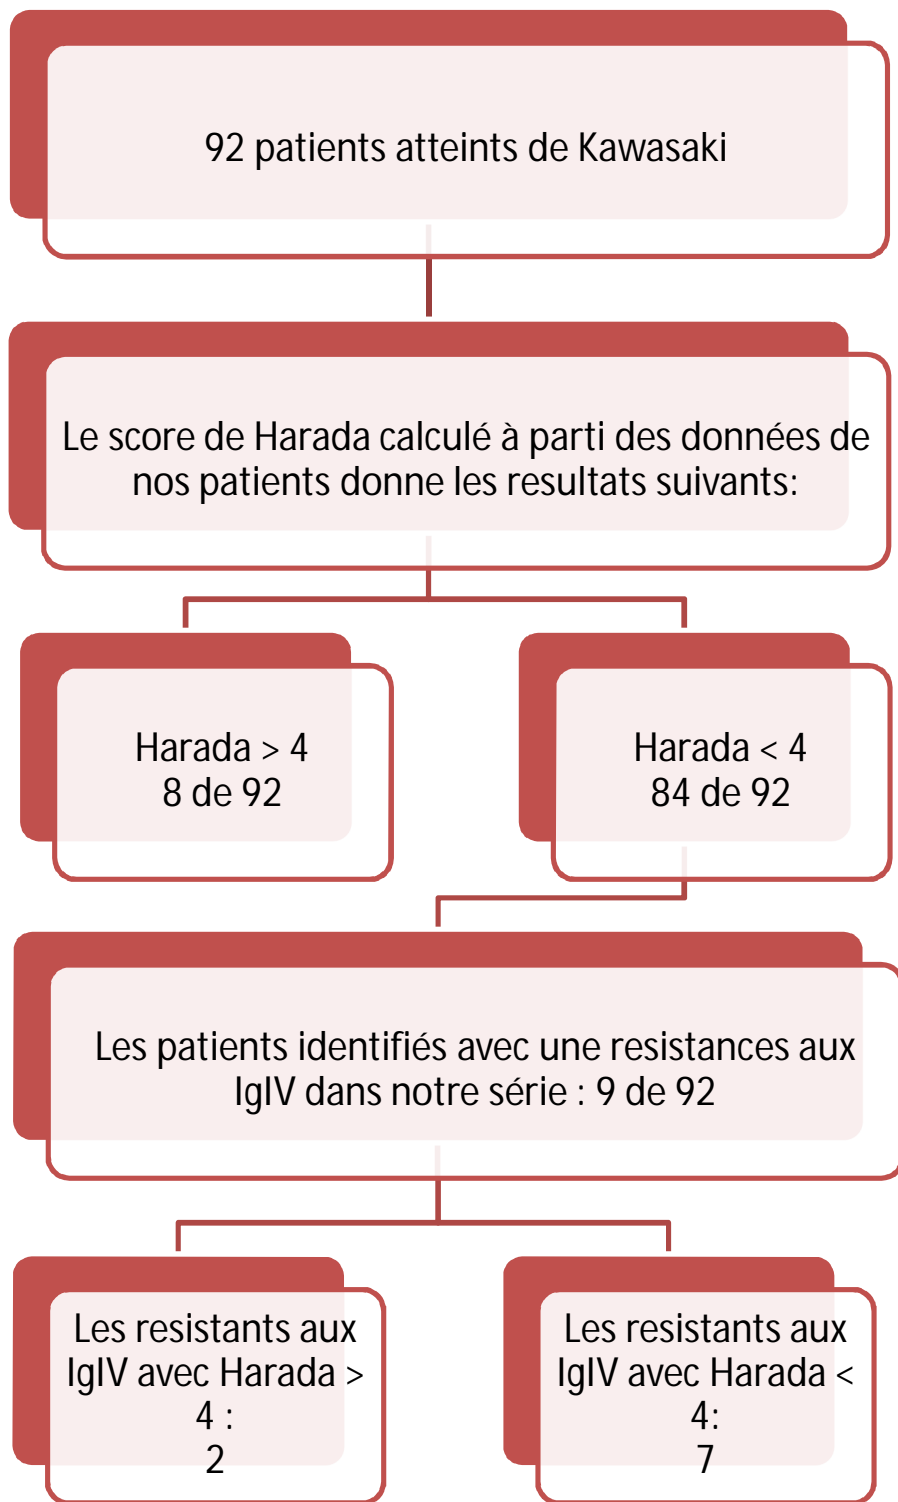 92 patients atteints de Kawasaki
Le score de Harada calculé à parti des données de
nos patients donne les resultats suivants:
Harada > 4
8 de 92
Harada < 4
84 de 92
Les patients identifiés avec une resistances aux
IgIV dans notre série : 9 de 92
Les resistants aux
IgIV avec Harada >
4 :
2
Les resistants aux
IgIV avec Harada <
4:
7